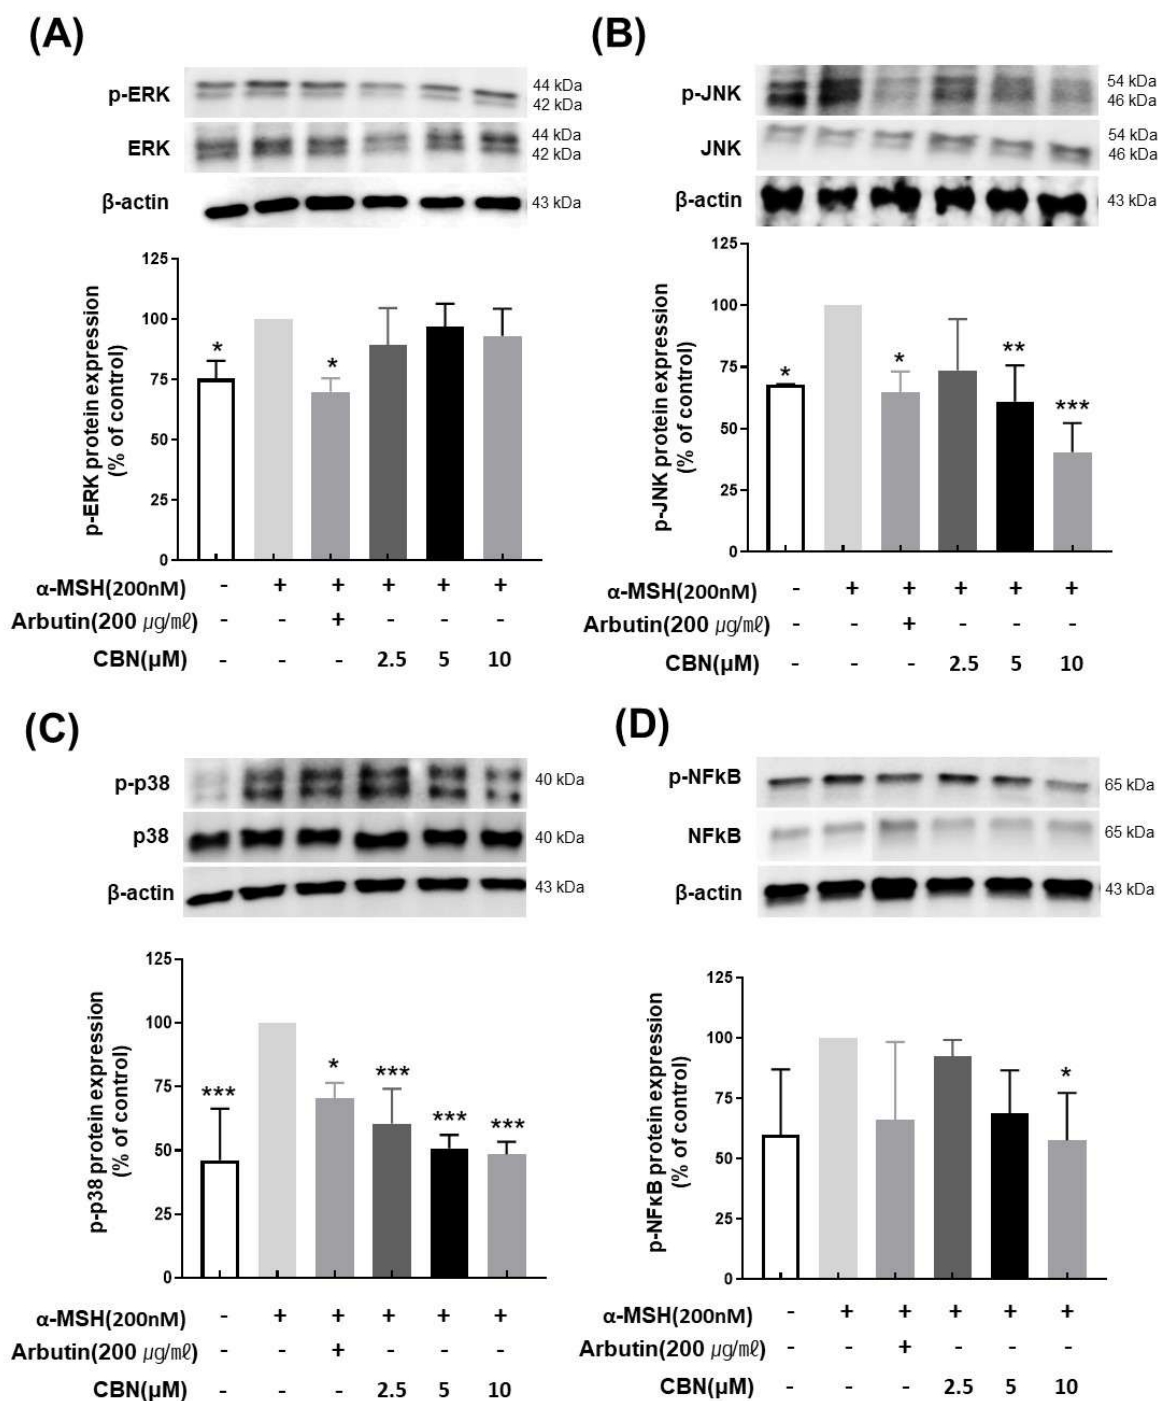 (A)
p-ERK 44 kDa
42 kDa
ERK 44 kDa
42 kDa
β-actin 43 kDa
p-ERK protein expression
(% of control)
125
100
75
50
25
0
* *
α-MSH(200nM) - + + + + +
Arbutin(200 ㎍/㎖) - - + - - -
CBN(μM) - - - 2.5 5 10
(B)
p-JNK 54 kDa
46 kDa
JNK 54 kDa
46 kDa
β-actin 43 kDa
p-JNK protein expression
(% of control)
125
100
75
50
25
0
* * ** ***
α-MSH(200nM) - + + + + +
Arbutin(200 ㎍/㎖) - - + - - -
CBN(μM) - - - 2.5 5 10
(C)
p-p38 40 kDa
p38 40 kDa
β-actin 43 kDa
p-p38 protein expression
(% of control)
125
100
75
50
25
0
*** * *** *** ***
α-MSH(200nM) - + + + + +
Arbutin(200 ㎍/㎖) - - + - - -
CBN(μM) - - - 2.5 5 10
(D)
p-NFkB 65 kDa
NFkB 65 kDa
β-actin 43 kDa
p-NFκB protein expression
(% of control)
125
100
75
50
25
0
*
α-MSH(200nM) - + + + + +
Arbutin(200 ㎍/㎖) - - + - - -
CBN(μM) - - - 2.5 5 10